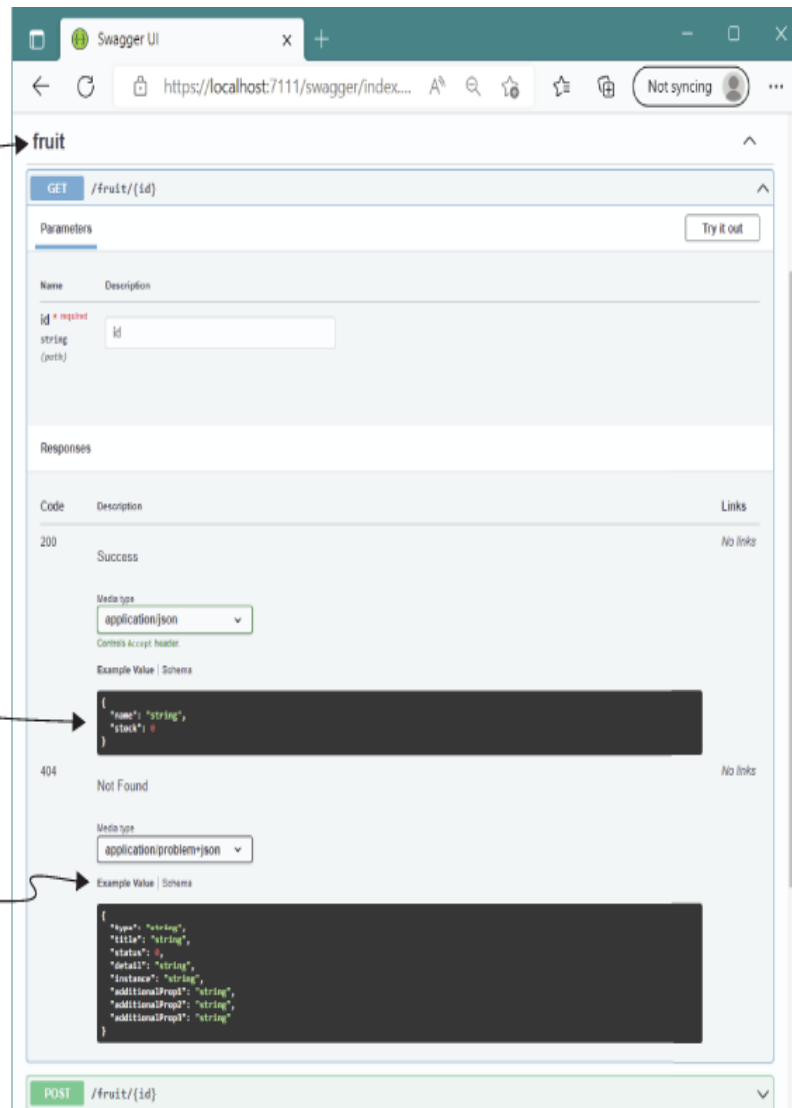 Swagger UI
https://localhost:7111/swagger/index....
Not syncing
fruit
GET /fruit/{id}
Parameters
Try it out
Name Description
id * required
string
(path)
id
Responses
Code Description Links
200 No links
Success
Media type
application/json
Controls Accept header.
Example Value | Schema
{
"name": "string",
"stock": 0
}
404 No links
Not Found
Media type
application/problem+json
Example Value | Schema
{
"type": "string",
"title": "string",
"status": 0,
"detail": "string",
"instance": "string",
"additionalProp1": "string",
"additionalProp2": "string",
"additionalProp3": "string"
}
POST /fruit/{id}